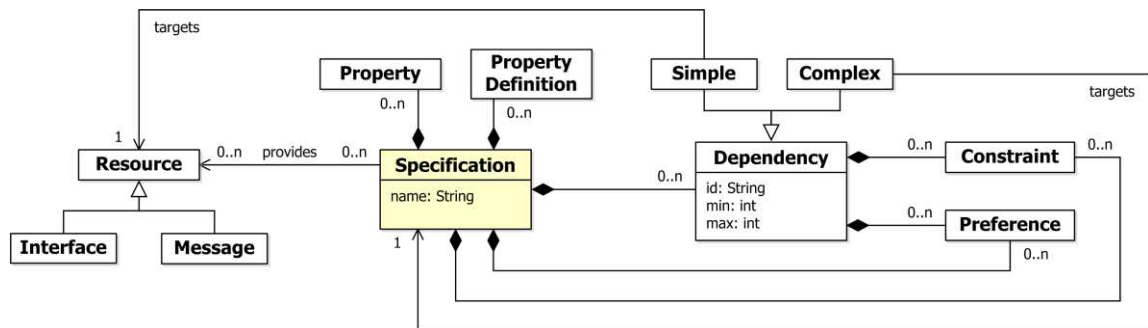 targets
Property
Property
Definition
Simple
Complex
targets
0..n
0..n
1
0..n
provides
0..n
Resource
Specification
name: String
0..n
Dependency
id: String
min: int
max: int
0..n
Constraint
0..n
0..n
Preference
0..n
Interface
Message
1